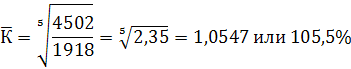 K̅ = ⁵√(4502/1918) = ⁵√2,35 = 1,0547 или 105,5%